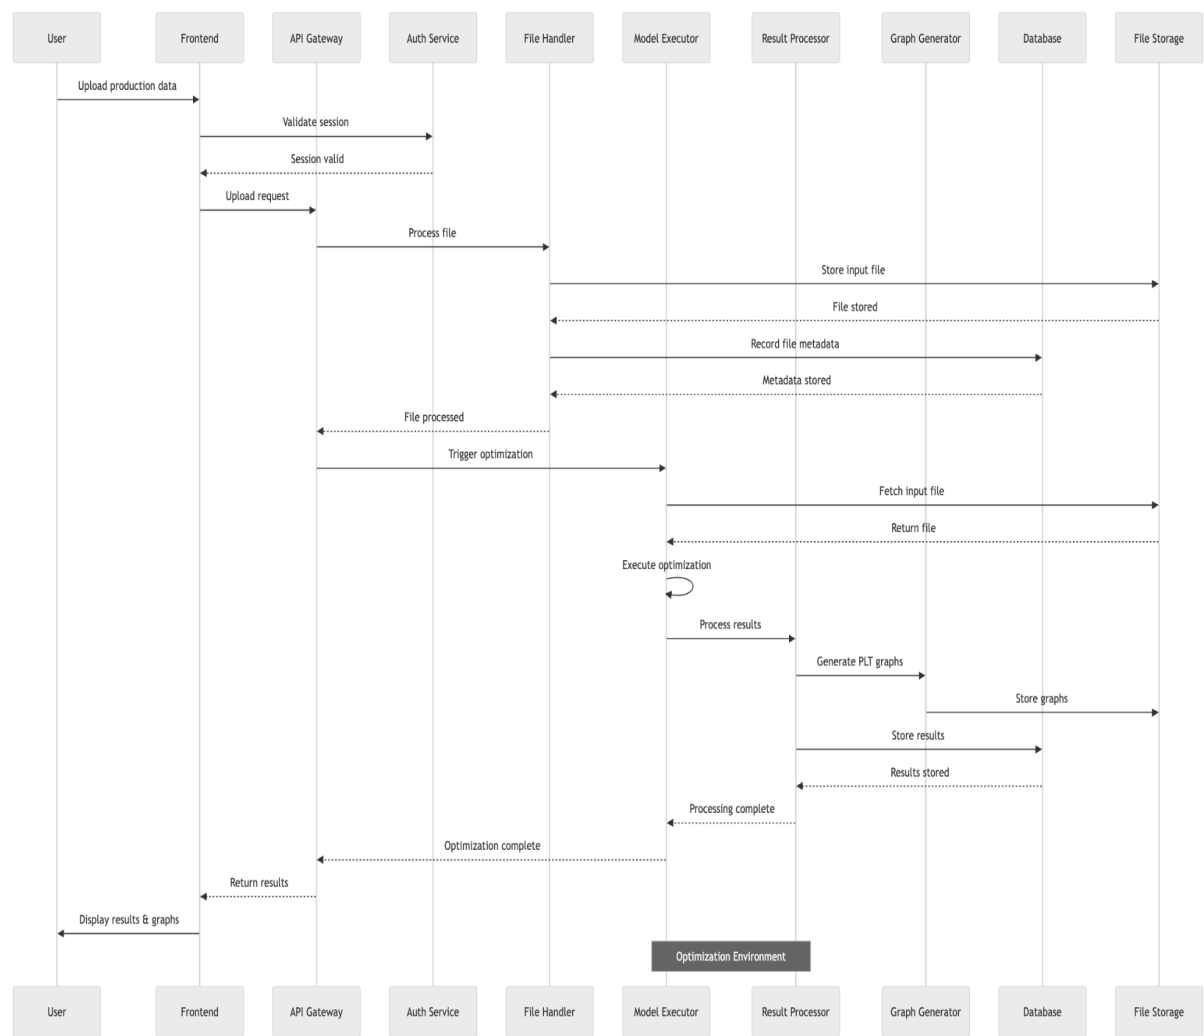 User
Frontend
API Gateway
Auth Service
File Handler
Model Executor
Result Processor
Graph Generator
Database
File Storage
Upload production data
Validate session
Session valid
Upload request
Process file
Store input file
File stored
Record file metadata
Metadata stored
File processed
Trigger optimization
Fetch input file
Return file
Execute optimization
Process results
Generate PLT graphs
Store graphs
Store results
Results stored
Processing complete
Optimization complete
Return results
Display results & graphs
Optimization Environment
User
Frontend
API Gateway
Auth Service
File Handler
Model Executor
Result Processor
Graph Generator
Database
File Storage